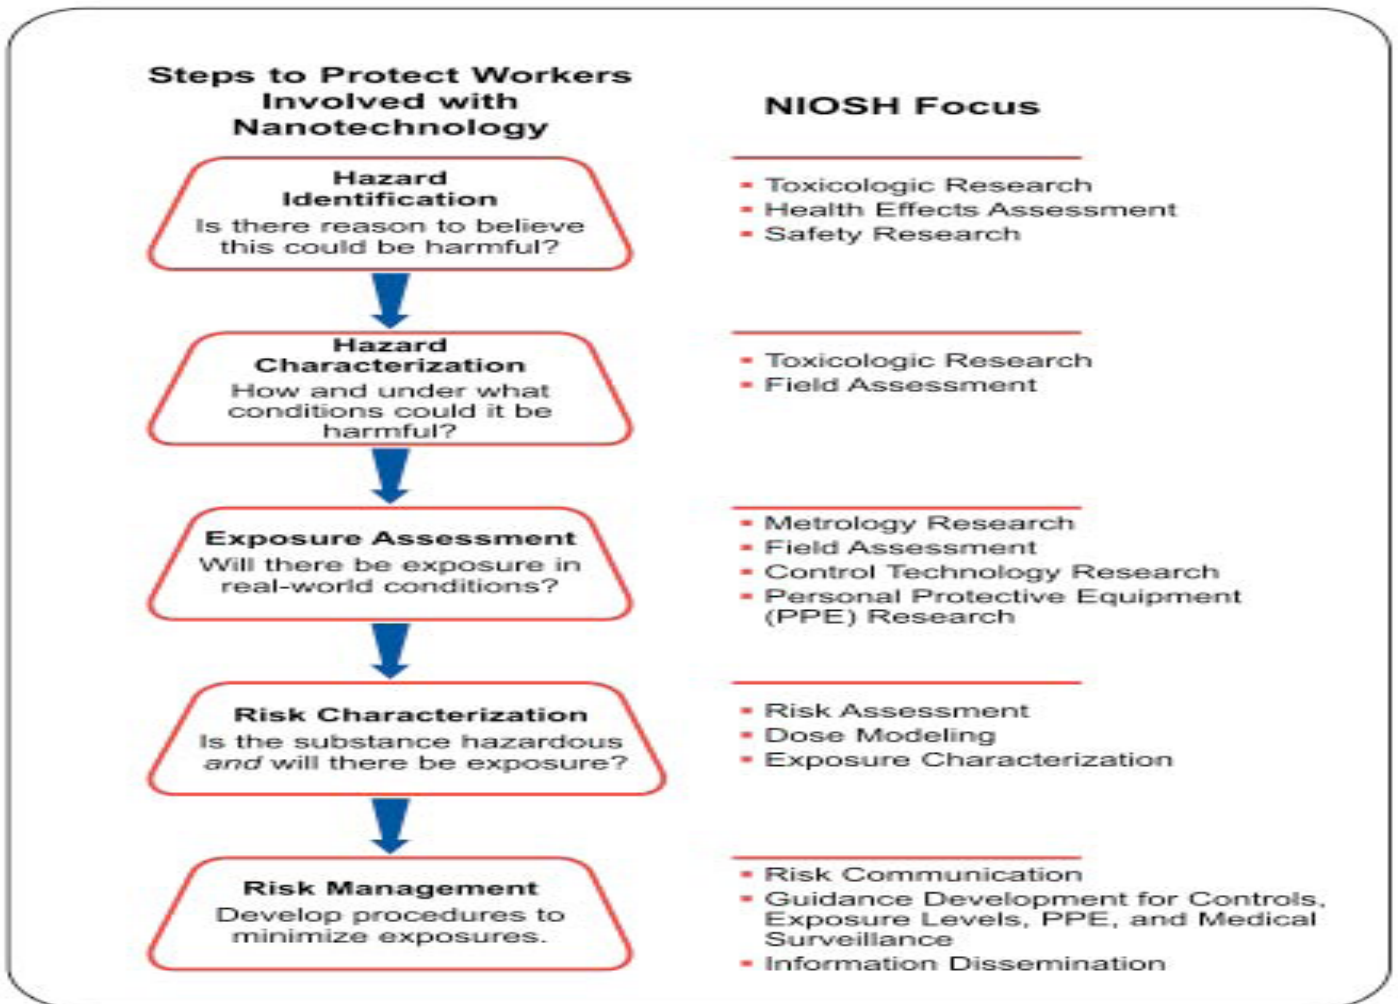 Steps to Protect Workers
Involved with
Nanotechnology
NIOSH Focus
Hazard
Identification
Is there reason to believe
this could be harmful?
▪ Toxicologic Research
▪ Health Effects Assessment
▪ Safety Research
Hazard
Characterization
How and under what
conditions could it be
harmful?
▪ Toxicologic Research
▪ Field Assessment
Exposure Assessment
Will there be exposure in
real-world conditions?
▪ Metrology Research
▪ Field Assessment
▪ Control Technology Research
▪ Personal Protective Equipment
(PPE) Research
Risk Characterization
Is the substance hazardous
and will there be exposure?
▪ Risk Assessment
▪ Dose Modeling
▪ Exposure Characterization
Risk Management
Develop procedures to
minimize exposures.
▪ Risk Communication
▪ Guidance Development for Controls,
Exposure Levels, PPE, and Medical
Surveillance
▪ Information Dissemination